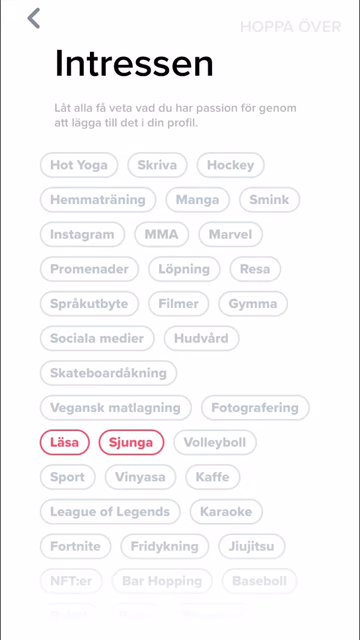 HOPPA ÖVER
Intressen
Låt alla få veta vad du har passion för genom
att lägga till det i din profil.
Hot Yoga Skriva Hockey
Hemmaträning Manga Smink
Instagram MMA Marvel
Promenader Löpning Resa
Språkutbyte Filmer Gymma
Sociala medier Hudvård
Skateboardåkning
Vegansk matlagning Fotografering
Läsa Sjunga Volleyboll
Sport Vinyasa Kaffe
League of Legends Karaoke
Fortnite Fridykning Jiujitsu
NFT:er Bar Hopping Baseboll